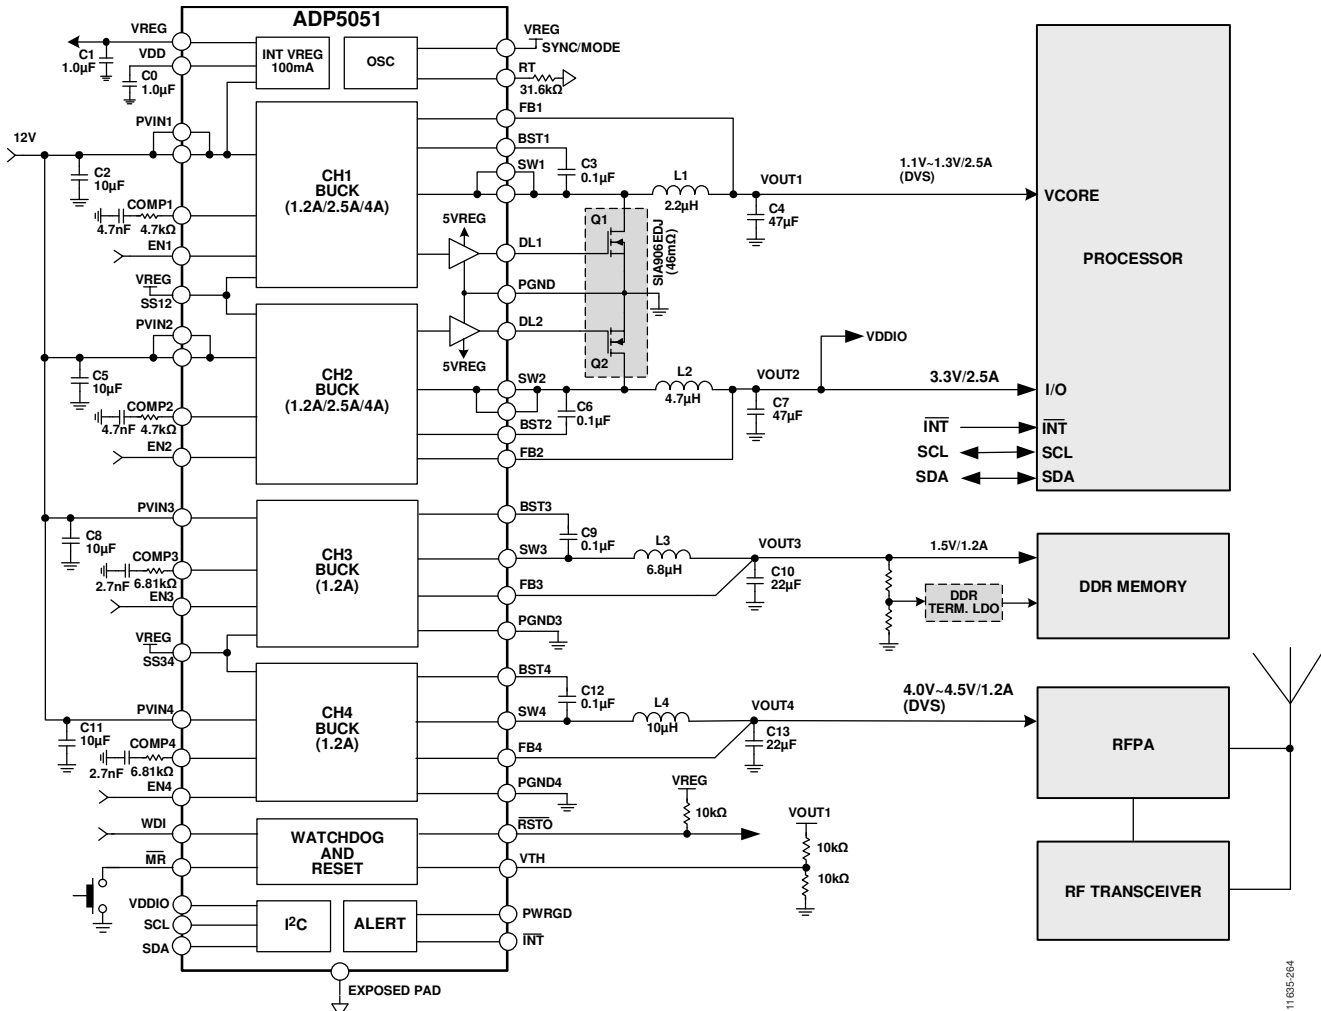 ADP5051
VREG
C1
1.0µF
VDD
C0
1.0µF
INT VREG
100mA
OSC
VREG
SYNC/MODE
RT
31.6kΩ
FB1
12V
PVIN1
C2
10µF
COMP1
4.7nF
4.7kΩ
EN1
CH1
BUCK
(1.2A/2.5A/4A)
BST1
SW1
C3
0.1µF
L1
2.2µH
VOUT1
C4
47µF
1.1V~1.3V/2.5A
(DVS)
VCORE
PROCESSOR
5VREG
DL1
Q1
SIA906EDJ
(46mΩ)
VREG
SS12
PGND
PVIN2
C5
10µF
COMP2
4.7nF
4.7kΩ
EN2
CH2
BUCK
(1.2A/2.5A/4A)
DL2
5VREG
Q2
VDDIO
SW2
L2
4.7µH
VOUT2
3.3V/2.5A
I/O
C6
0.1µF
C7
47µF
BST2
FB2
INT
INT
SCL
SCL
SDA
SDA
PVIN3
C8
10µF
COMP3
2.7nF
6.81kΩ
EN3
CH3
BUCK
(1.2A)
BST3
C9
0.1µF
SW3
L3
6.8µH
VOUT3
C10
22µF
1.5V/1.2A
FB3
DDR
TERM. LDO
DDR MEMORY
PGND3
VREG
SS34
PVIN4
C11
10µF
COMP4
2.7nF
6.81kΩ
EN4
CH4
BUCK
(1.2A)
BST4
C12
0.1µF
SW4
L4
10µH
VOUT4
C13
22µF
4.0V~4.5V/1.2A
(DVS)
RFPA
FB4
PGND4
VREG
10kΩ
WDI
MR
WATCHDOG
AND
RESET
RSTO
VTH
VOUT1
10kΩ
10kΩ
RF TRANSCEIVER
VDDIO
SCL
SDA
I²C
ALERT
PWRGD
INT
EXPOSED PAD
11635-264